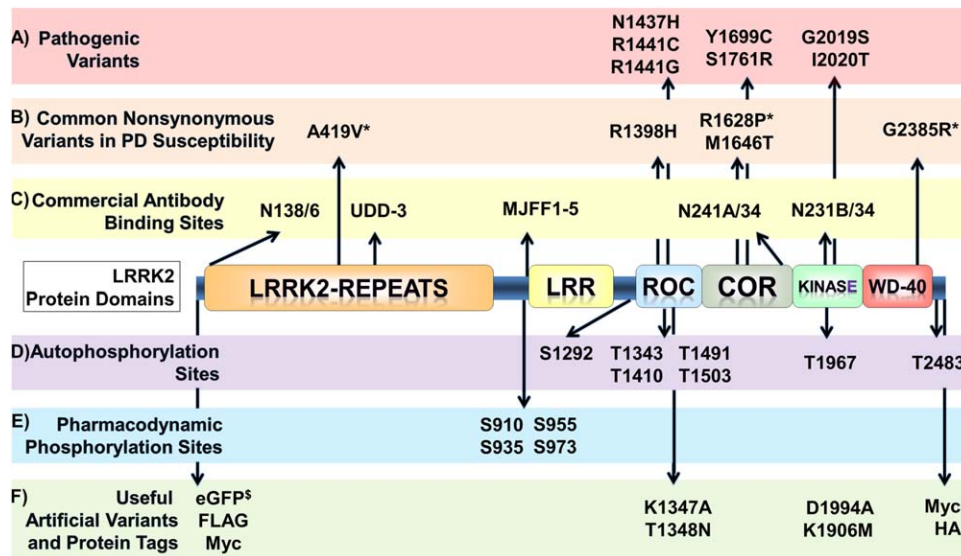 A) Pathogenic
Variants
N1437H
R1441C
R1441G
Y1699C
S1761R
G2019S
I2020T
B) Common Nonsynonymous
Variants in PD Susceptibility
A419V*
R1398H
R1628P*
M1646T
G2385R*
C) Commercial Antibody
Binding Sites
N138/6
UDD-3
MJFF1-5
N241A/34
N231B/34
LRRK2
Protein Domains
LRRK2-REPEATS
LRR
ROC
COR
KINASE
WD-40
D) Autophosphorylation
Sites
S1292
T1343 T1491
T1410 T1503
T1967
T2483
E) Pharmacodynamic
Phosphorylation Sites
S910 S955
S935 S973
F) Useful
Artificial Variants
and Protein Tags
eGFP$
FLAG
Myc
K1347A
T1348N
D1994A
K1906M
Myc
HA